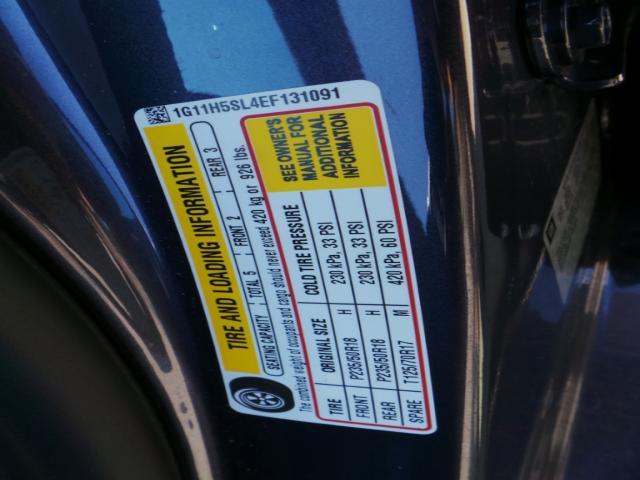 1G11H5SL4EF131091
TIRE AND LOADING INFORMATION
SEATING CAPACITY TOTAL 5 FRONT 2 REAR 3
The combined weight of occupants and cargo should never exceed 420 kg or 926 lbs.
TIRE ORIGINAL SIZE COLD TIRE PRESSURE
FRONT P235/50R18 H 230 kPa, 33 PSI
REAR P235/50R18 H 230 kPa, 33 PSI
SPARE T125/70R17 M 420 kPa, 60 PSI
SEE OWNER'S
MANUAL FOR
ADDITIONAL
INFORMATION